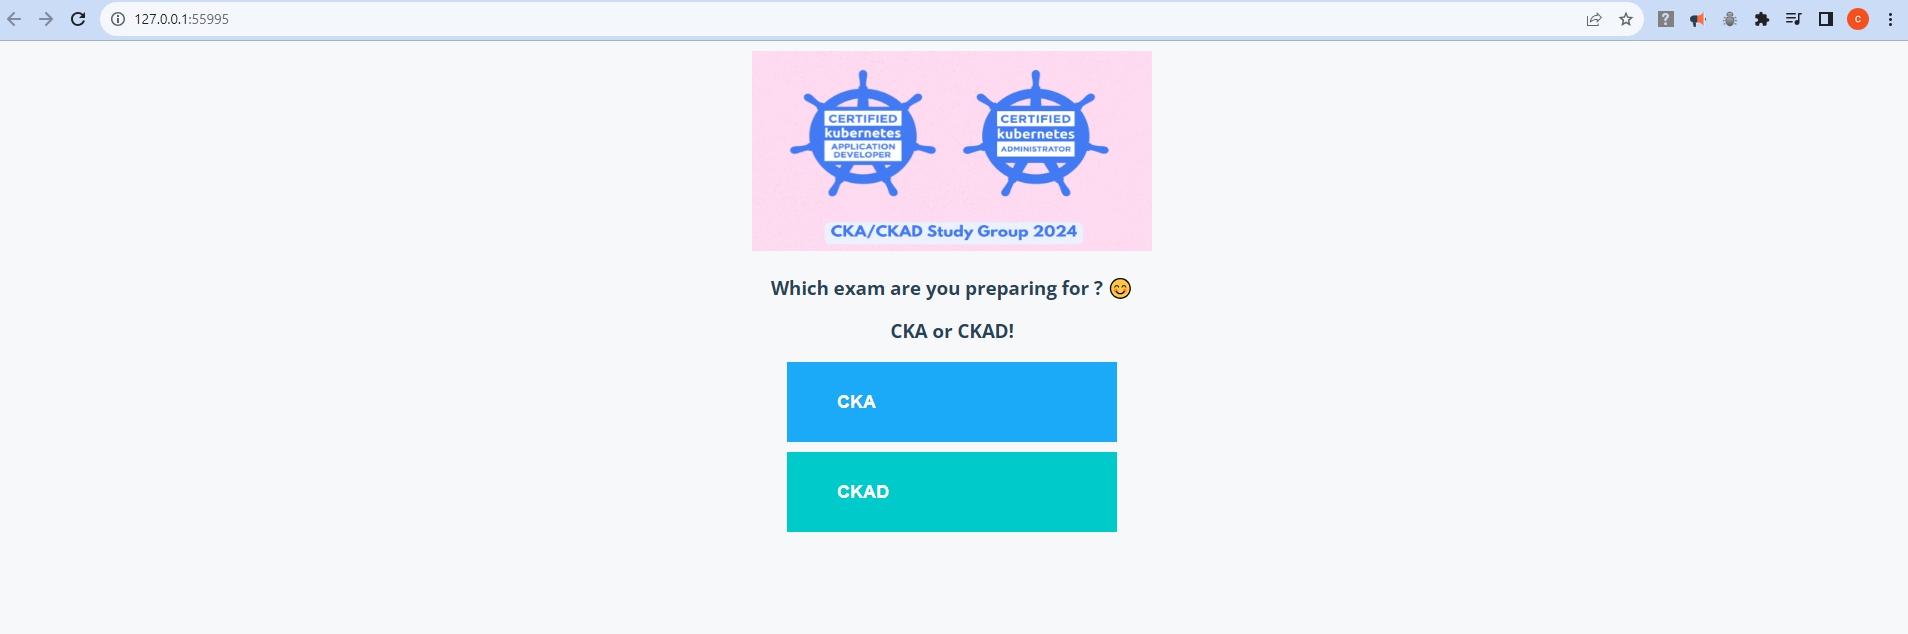 127.0.0.1:55995
C
CERTIFIED
kubernetes
APPLICATION
DEVELOPER
CERTIFIED
kubernetes
ADMINISTRATOR
CKA/CKAD Study Group 2024
Which exam are you preparing for ? 😊
CKA or CKAD!
CKA
CKAD